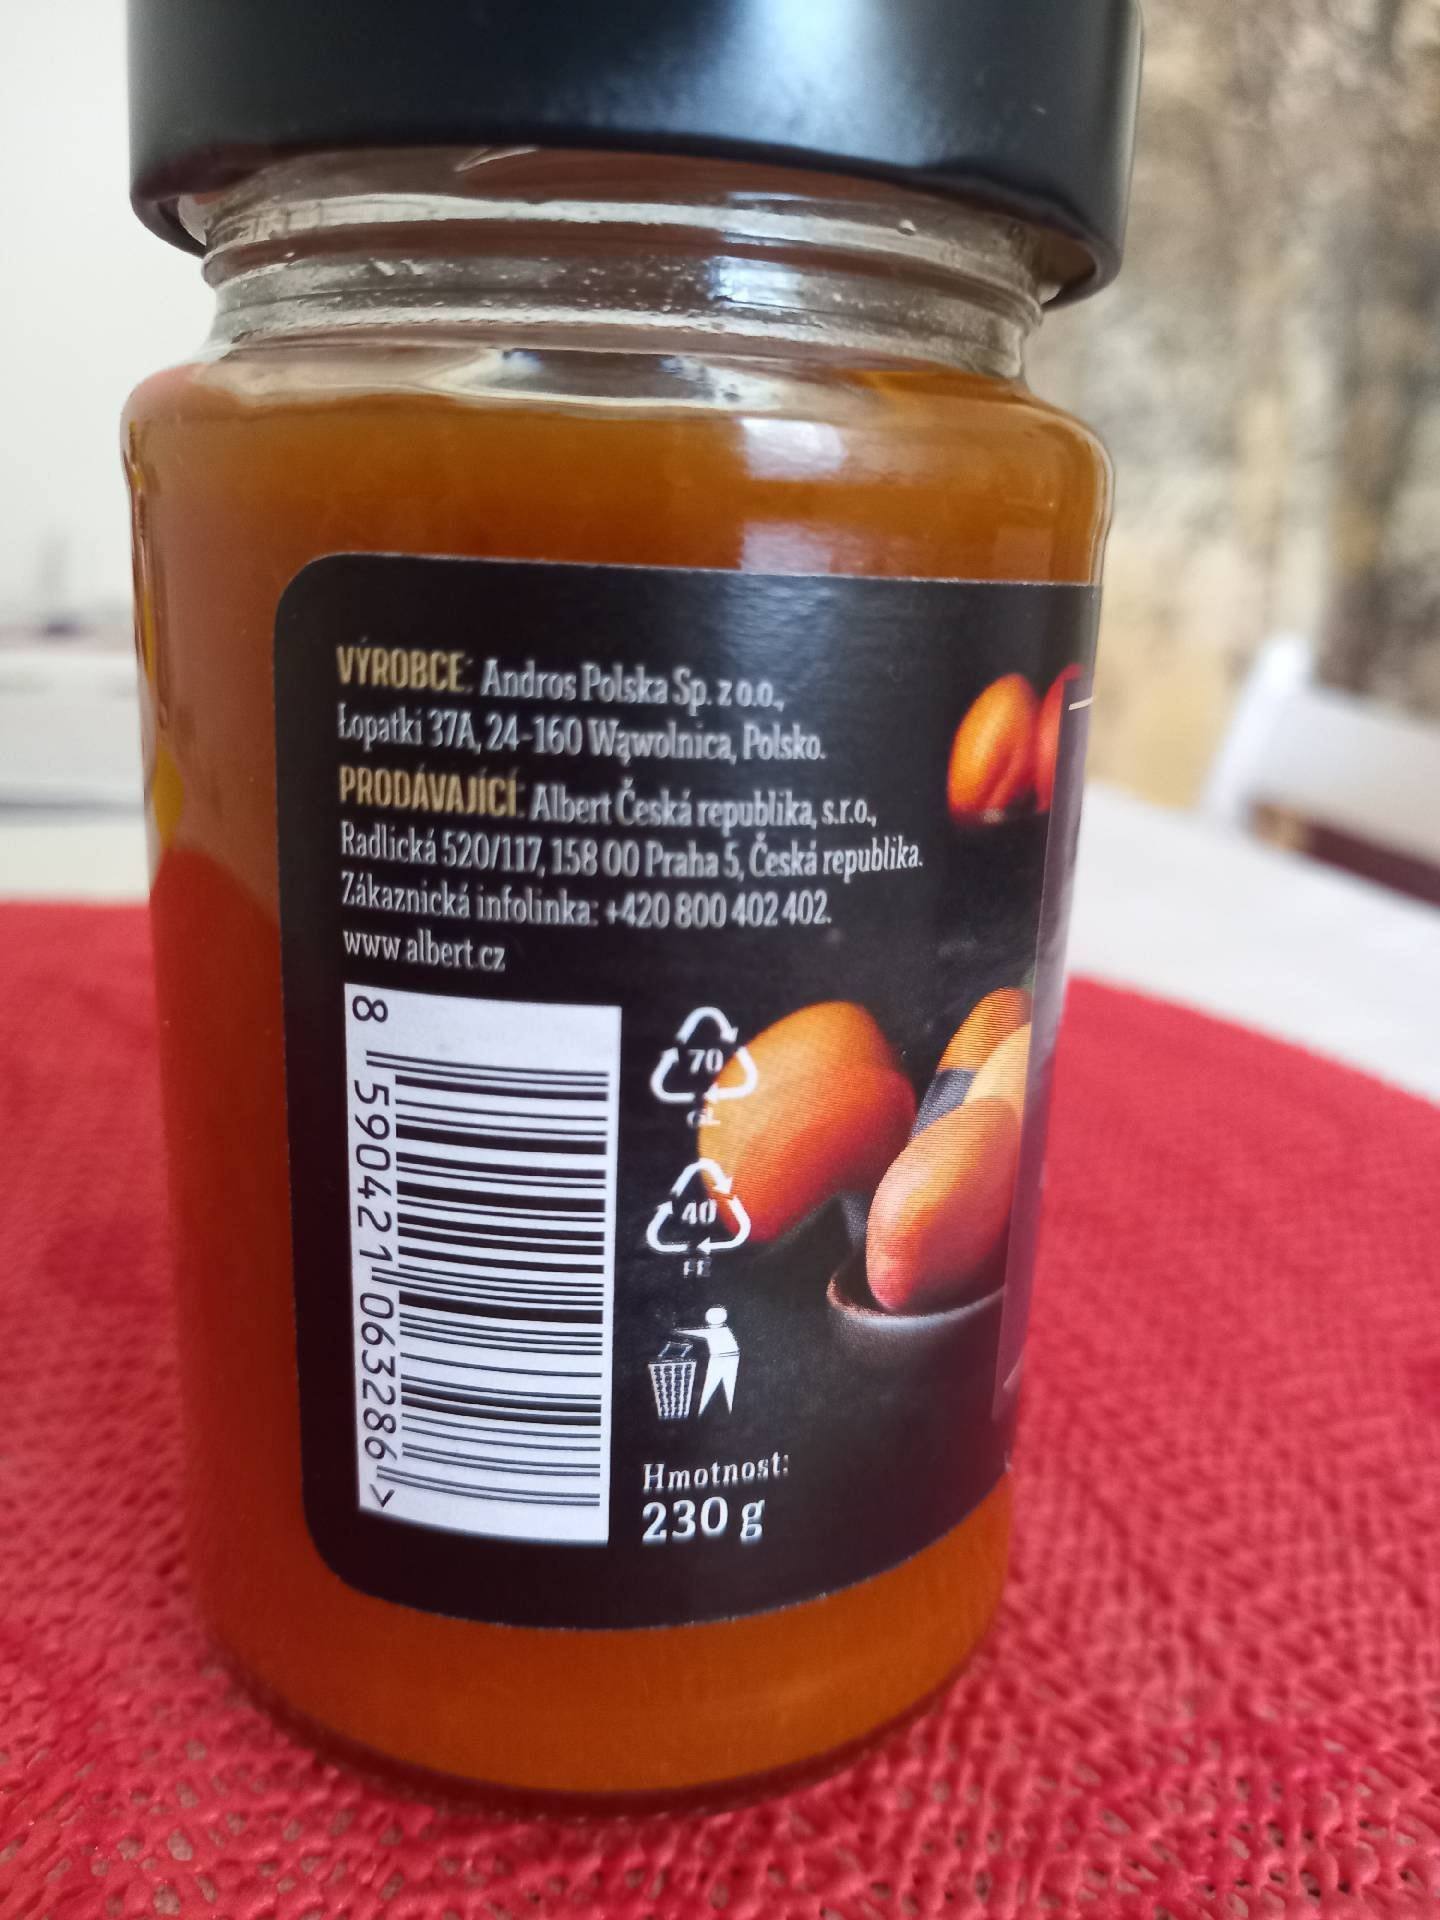 VÝROBCE: Andros Polska Sp. z o.o.,
Łopatki 37A, 24-160 Wąwolnica, Polsko.
PRODÁVAJÍCÍ: Albert Česká republika, s.r.o.,
Radlická 520/117, 158 00 Praha 5, Česká republika.
Zákaznická infolinka: +420 800 402 402.
www.albert.cz
8 590421 063286 >
70
GL
40
FE
Hmotnost:
230 g